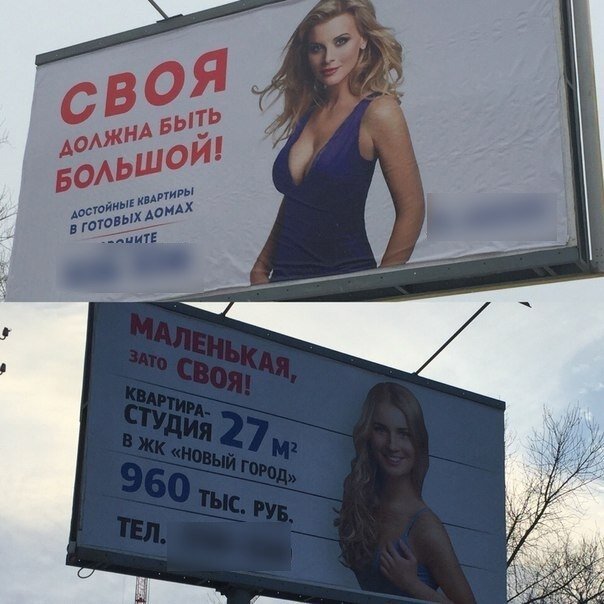 СВОЯ
ДОЛЖНА БЫТЬ
БОЛЬШОЙ!
ДОСТОЙНЫЕ КВАРТИРЫ
В ГОТОВЫХ ДОМАХ
МАЛЕНЬКАЯ,
ЗАТО СВОЯ!
КВАРТИРА-
СТУДИЯ 27 М²
В ЖК «НОВЫЙ ГОРОД»
960 ТЫС. РУБ.
ТЕЛ.